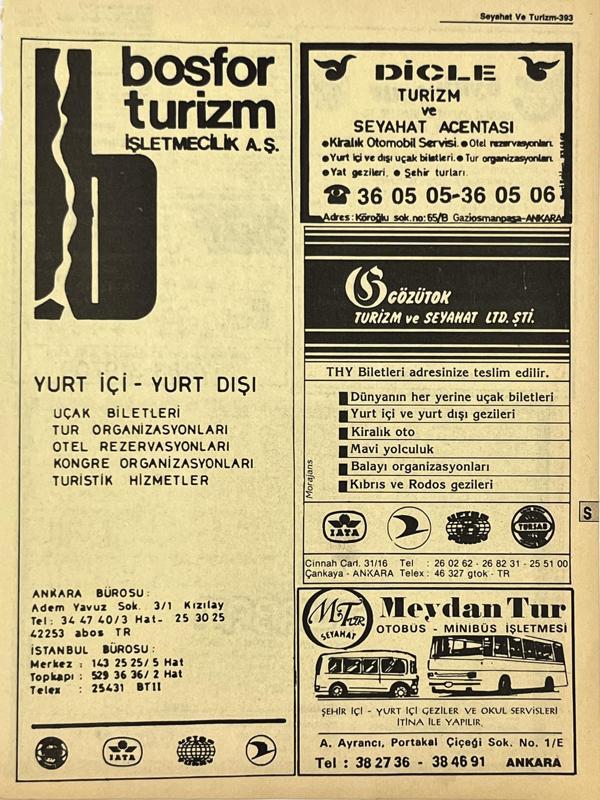 Seyahat Ve Turizm-393
bosfor
turizm
İŞLETMECİLİK A.Ş.
YURT İÇİ - YURT DIŞI
UÇAK BİLETLERİ
TUR ORGANİZASYONLARI
OTEL REZERVASYONLARI
KONGRE ORGANİZASYONLARI
TURİSTİK HİZMETLER
ANKARA BÜROSU:
Adem Yavuz Sok. 3/1 Kızılay
Tel: 34 47 40/3 Hat- 25 30 25
42253 abos TR
İSTANBUL BÜROSU:
Merkez : 143 25 25/5 Hat
Topkapı : 529 36 36/2 Hat
Telex : 25431 BTII
IATA
DİCLE
TURİZM
ve
SEYAHAT ACENTASI
●Kiralık Otomobil Servisi. ●Otel rezervasyonları.
●Yurt içi ve dışı uçak biletleri. ●Tur organizasyonları.
●Yat gezileri. ● Şehir turları.
☎ 36 05 05-36 05 06
Adres: Köroğlu sok. no: 65/B Gaziosmanpaşa-ANKARA
GÖZÜTOK
TURİZM ve SEYAHAT LTD. ŞTİ.
THY Biletleri adresinize teslim edilir.
Dünyanın her yerine uçak biletleri
Yurt içi ve yurt dışı gezileri
Kiralık oto
Mavi yolculuk
Balayı organizasyonları
Kıbrıs ve Rodos gezileri
Morajans
IATA
TURSAB
Cinnah Cad. 31/16 Tel : 26 02 62 - 26 82 31 - 25 51 00
Çankaya - ANKARA Telex : 46 327 gtok - TR
S
M.TUR
SEYAHAT
Meydan Tur
OTOBÜS - MİNİBÜS İŞLETMESİ
ŞEHİR İÇİ - YURT İÇİ GEZİLER VE OKUL SERVİSLERİ
İTİNA İLE YAPILIR.
A. Ayrancı, Portakal Çiçeği Sok. No. 1/E
Tel : 38 27 36 - 38 46 91 ANKARA